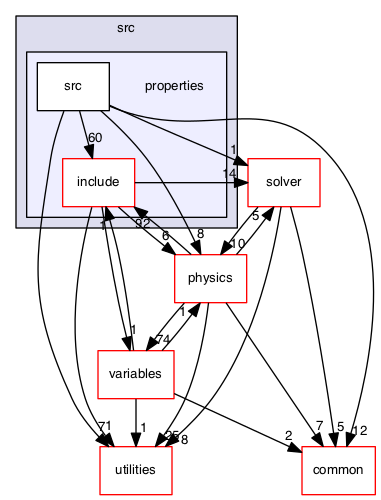 src
src
properties
60
1
include
14
solver
1
92
6
8
10
5
physics
1
1
74
variables
71
1
25
8
2
7
5
12
utilities
common